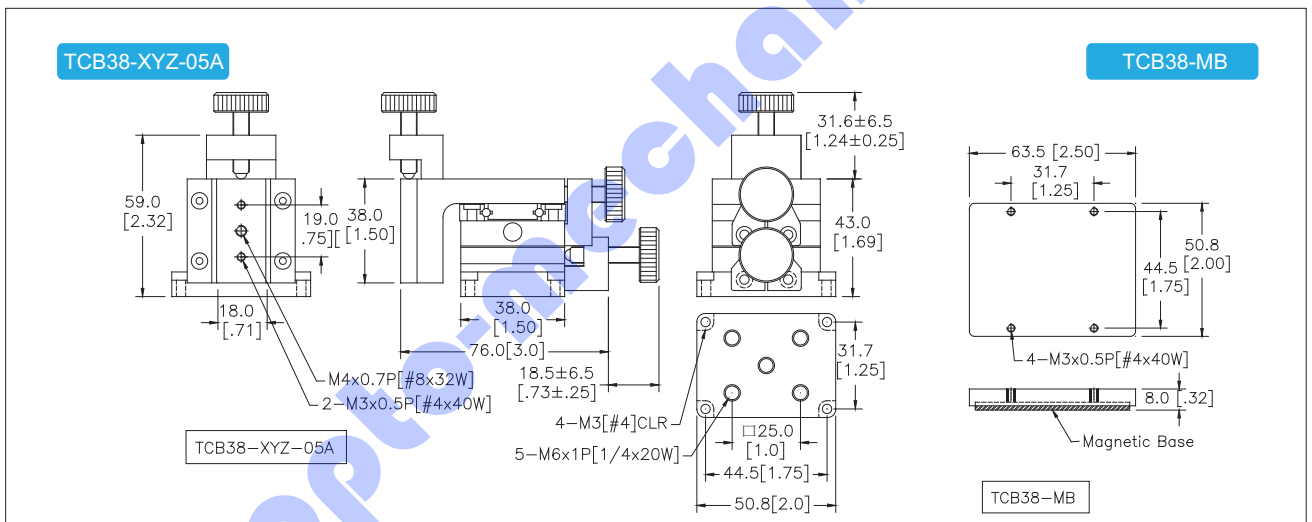 TCB38-XYZ-05A
TCB38-MB
59.0
[2.32]
19.0
.75][
18.0
[.71]
M4x0.7P[#8x32W]
2-M3x0.5P[#4x40W]
TCB38-XYZ-05A
38.0
[1.50]
38.0
[1.50]
76.0[3.0]
18.5±6.5
[.73±.25]
31.6±6.5
[1.24±0.25]
43.0
[1.69]
31.7
[1.25]
4-M3[#4]CLR
5-M6x1P[1/4x20W]
□25.0
[1.0]
44.5[1.75]
50.8[2.0]
63.5 [2.50]
31.7
[1.25]
50.8
[2.00]
44.5
[1.75]
4-M3x0.5P[#4x40W]
8.0 [.32]
Magnetic Base
TCB38-MB
opto-mechan